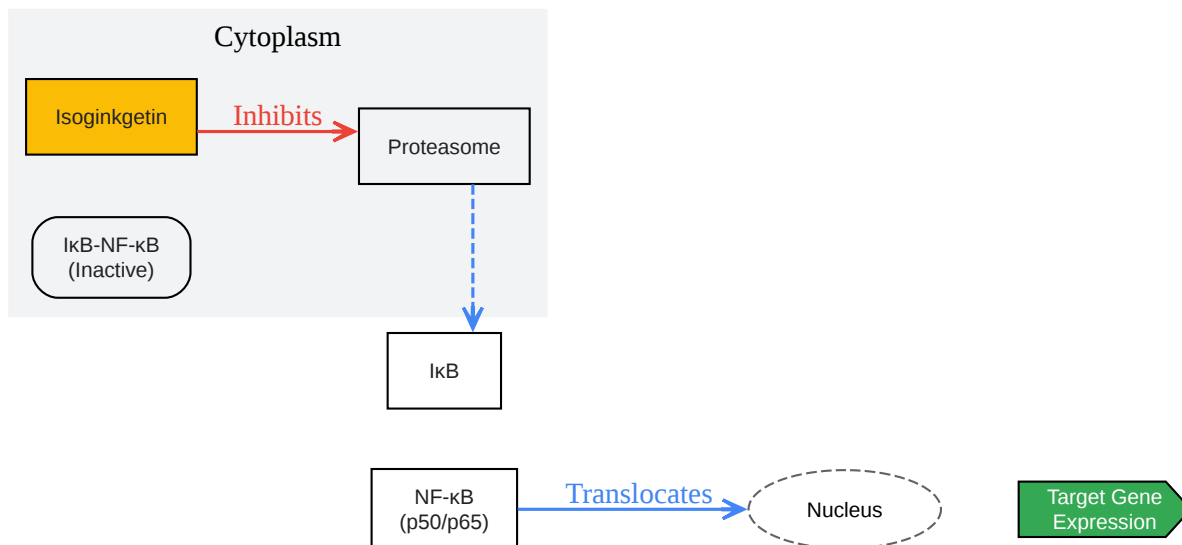 Cytoplasm
Isoginkgetin
Inhibits
Proteasome
IκB-NF-κB
(Inactive)
IκB
NF-κB
(p50/p65)
Translocates
Nucleus
Target Gene
Expression